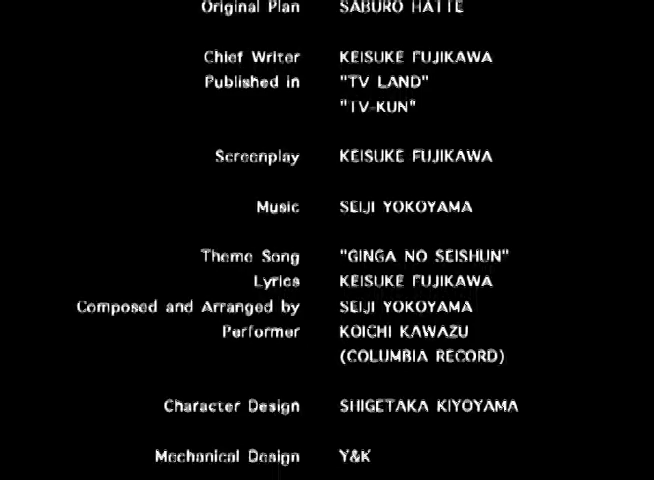 Original Plan SABURO HATTE
Chief Writer KEISUKE FUJIKAWA
Published in "TV LAND"
"TV-KUN"
Screenplay KEISUKE FUJIKAWA
Music SEIJI YOKOYAMA
Theme Song "GINGA NO SEISHUN"
Lyrics KEISUKE FUJIKAWA
Composed and Arranged by SEIJI YOKOYAMA
Performer KOICHI KAWAZU
(COLUMBIA RECORD)
Character Design SHIGETAKA KIYOYAMA
Mechanical Design Y&K